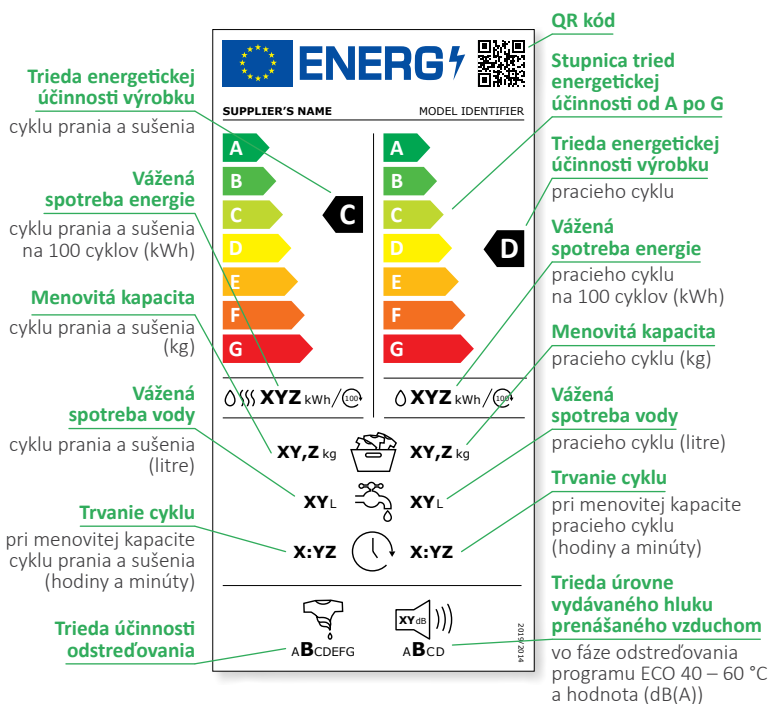 QR kód
Trieda energetickej
účinnosti výrobku
cyklu prania a sušenia
Vážená
spotreba energie
cyklu prania a sušenia
na 100 cyklov (kWh)
Menovitá kapacita
cyklu prania a sušenia
(kg)
Vážená
spotreba vody
cyklu prania a sušenia
(litre)
Trvanie cyklu
pri menovitej kapacite
cyklu prania a sušenia
(hodiny a minúty)
Trieda účinnosti
odstreďovania
ENERG
SUPPLIER'S NAME MODEL IDENTIFIER
A A
B B
C C C
D D D
E E
F F
G G
XYZ kWh/100 XYZ kWh/100
XY,Z kg XY,Z kg
XY L XY L
X:YZ X:YZ
XY dB
ABCDEFG ABCD
2019/2014
Stupnica tried
energetickej
účinnosti od A po G
Trieda energetickej
účinnosti výrobku
pracieho cyklu
Vážená
spotreba energie
pracieho cyklu
na 100 cyklov (kWh)
Menovitá kapacita
pracieho cyklu (kg)
Vážená
spotreba vody
pracieho cyklu (litre)
Trvanie cyklu
pri menovitej kapacite
pracieho cyklu
(hodiny a minúty)
Trieda úrovne
vydávaného hluku
prenášaného vzduchom
vo fáze odstreďovania
programu ECO 40 – 60 °C
a hodnota (dB(A))